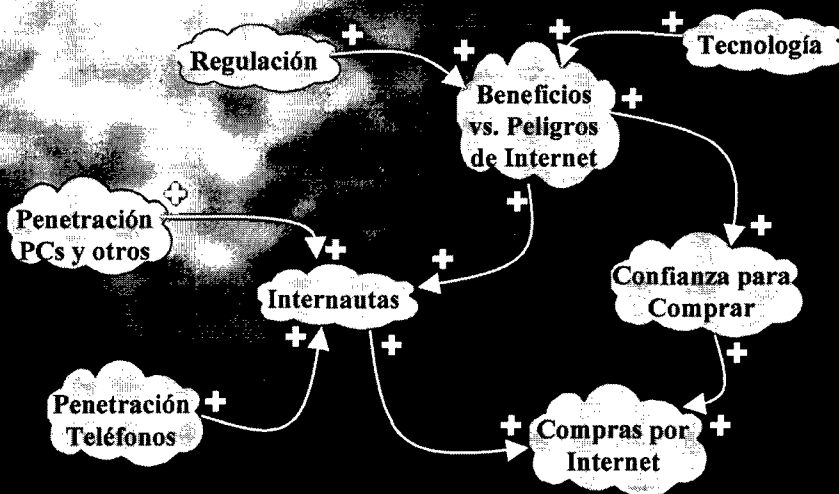 Regulación
Tecnología
Beneficios
vs. Peligros
de Internet
Penetración
PCs y otros
Internautas
Confianza para
Comprar
Penetración
Teléfonos
Compras por
Internet